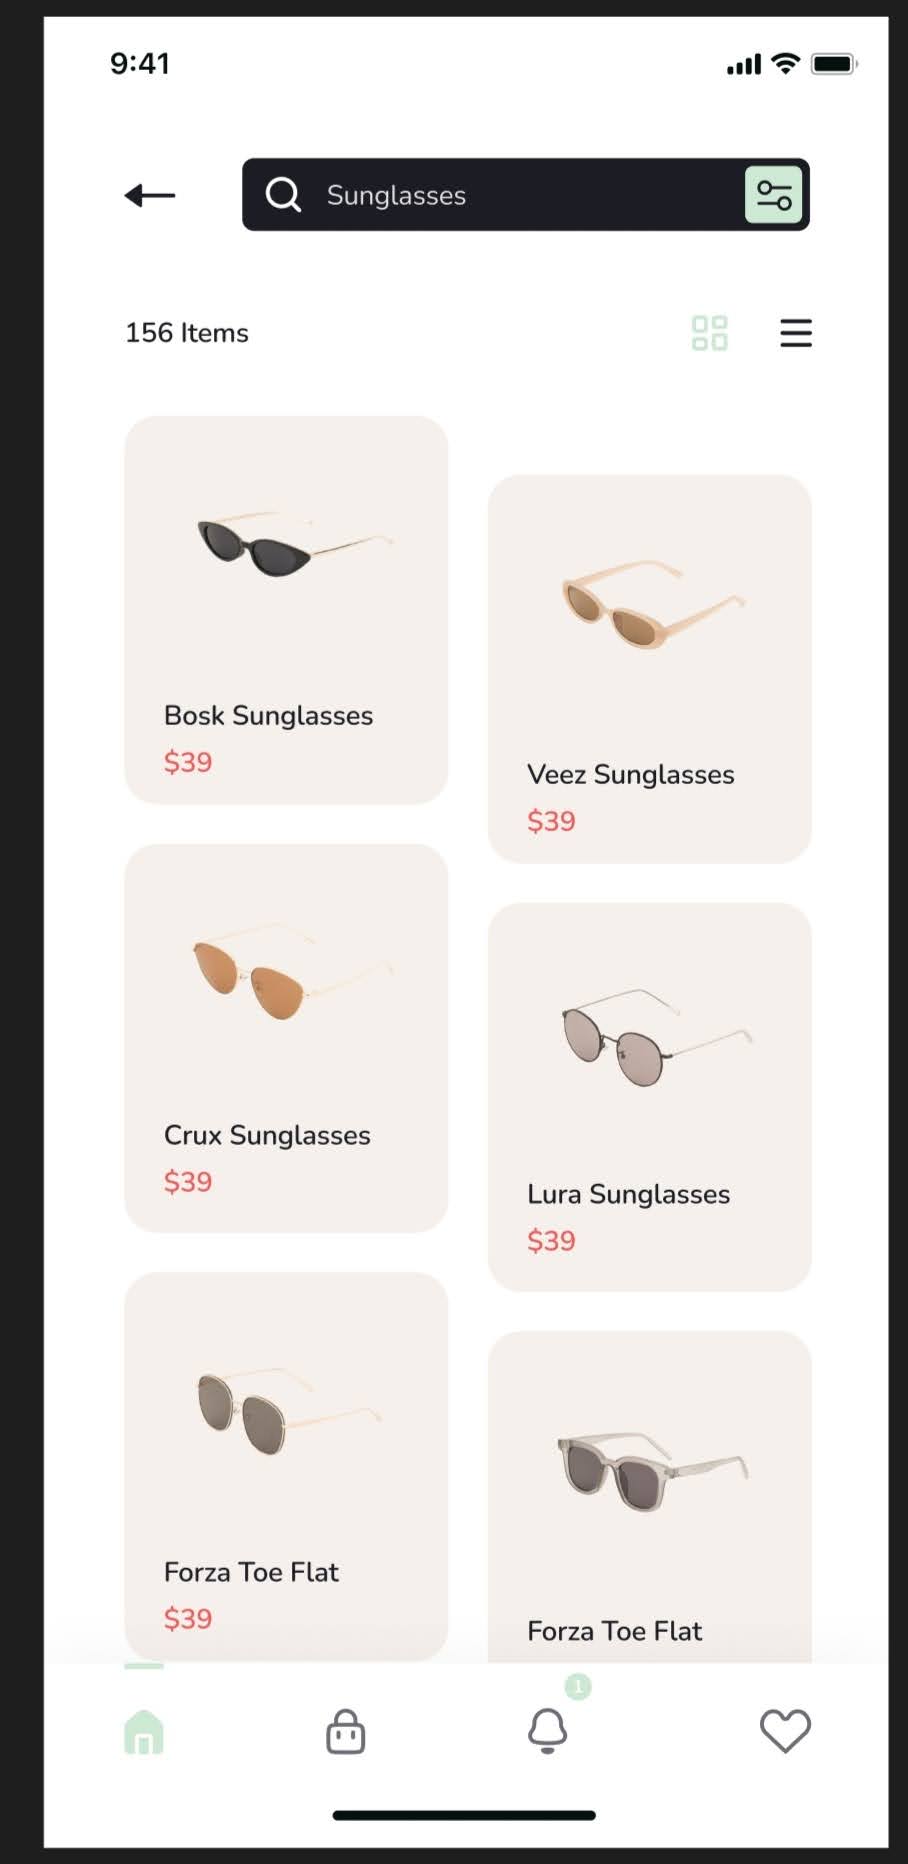 9:41
Sunglasses
156 Items
Bosk Sunglasses
$39
Veez Sunglasses
$39
Crux Sunglasses
$39
Lura Sunglasses
$39
Forza Toe Flat
$39
Forza Toe Flat
1